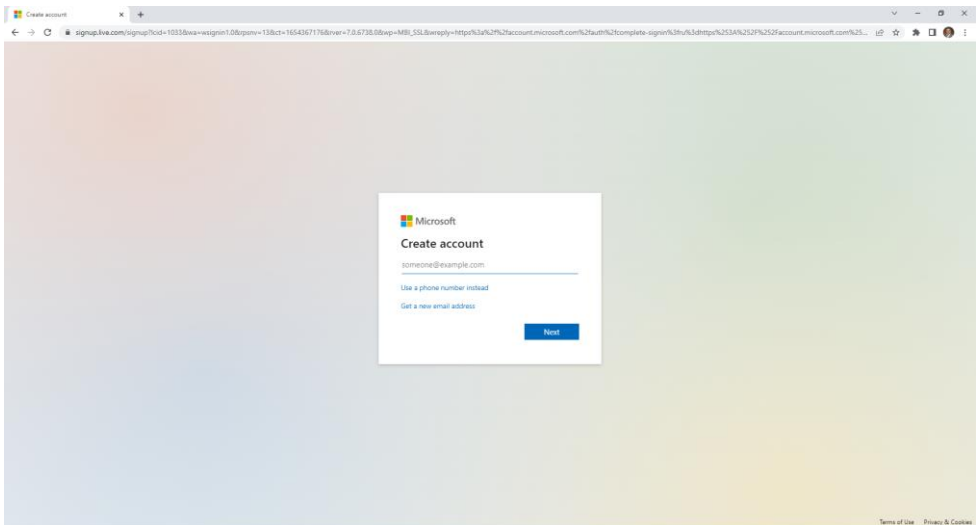 Create account
signup.live.com/signup?lcid=1033&wa=wsignin1.0&rpsnv=13&ct=1654367176&rver=7.0.6738.0&wp=MBI_SSL&wreply=https%3a%2f%2faccount.microsoft.com%2fauth%2fcomplete-signin%3fru%3dhttps%253A%252F%252Faccount.microsoft.com%25...
Microsoft
Create account
someone@example.com
Use a phone number instead
Get a new email address
Next
Terms of Use Privacy & Cookies